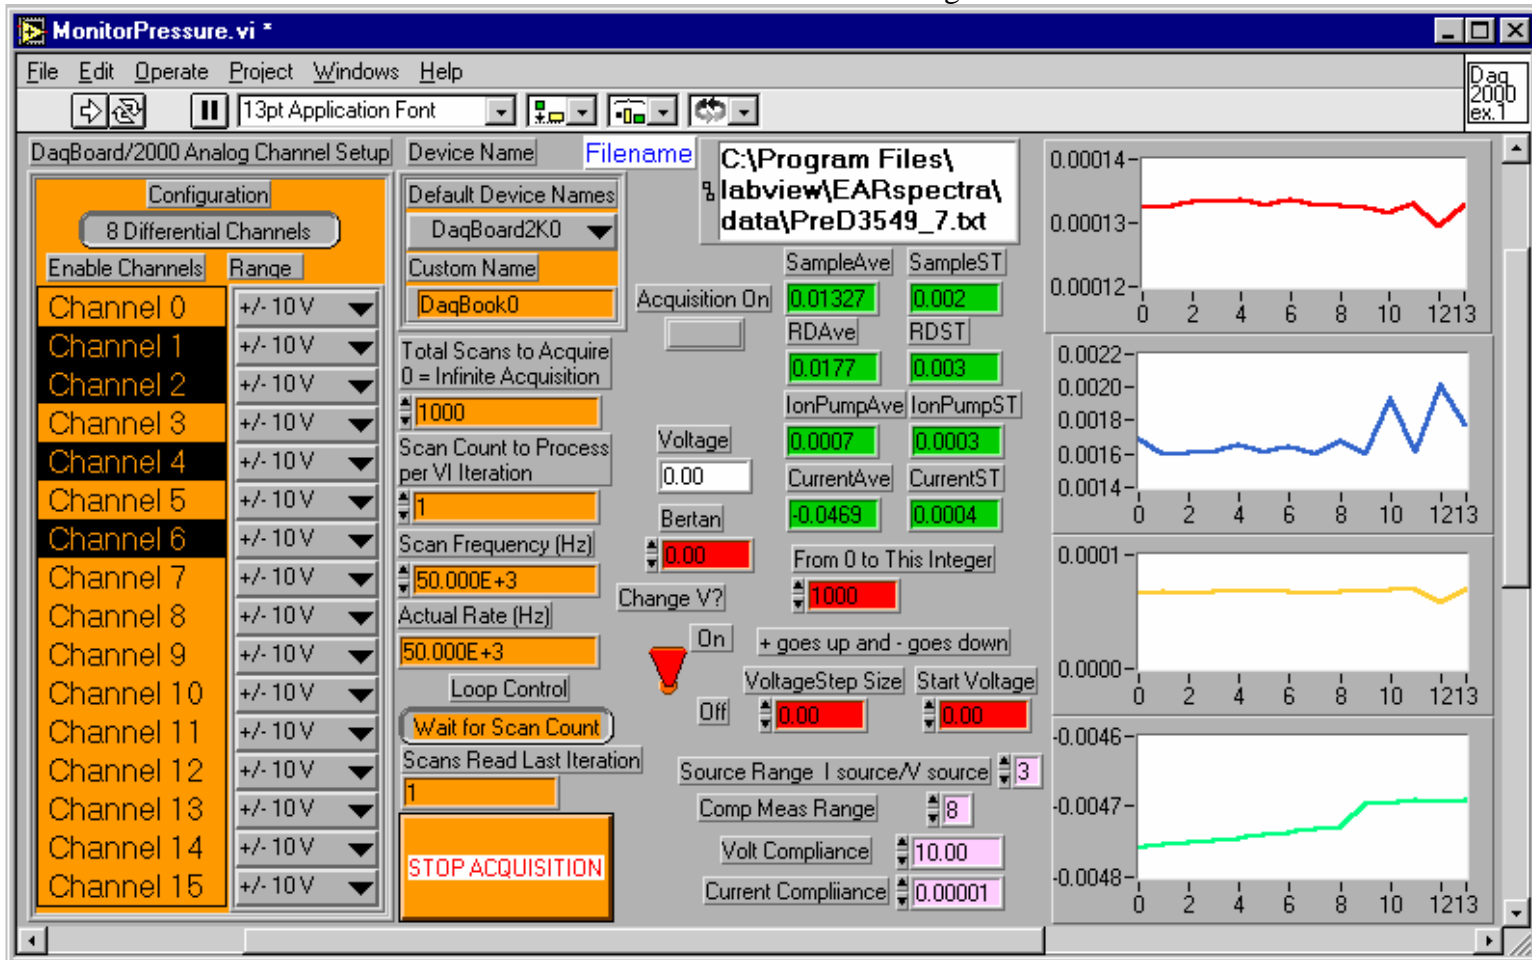 MonitorPressure.vi *
File Edit Operate Project Windows Help
13pt Application Font
Daq
2000
ex.1
DaqBoard/2000 Analog Channel Setup
Configuration
8 Differential Channels
Enable Channels Range
Channel 0 +/- 10 V
Channel 1 +/- 10 V
Channel 2 +/- 10 V
Channel 3 +/- 10 V
Channel 4 +/- 10 V
Channel 5 +/- 10 V
Channel 6 +/- 10 V
Channel 7 +/- 10 V
Channel 8 +/- 10 V
Channel 9 +/- 10 V
Channel 10 +/- 10 V
Channel 11 +/- 10 V
Channel 12 +/- 10 V
Channel 13 +/- 10 V
Channel 14 +/- 10 V
Channel 15 +/- 10 V
Device Name
Default Device Names
DaqBoard2K0
Custom Name
DaqBook0
Total Scans to Acquire
0 = Infinite Acquisition
1000
Scan Count to Process
per VI Iteration
1
Scan Frequency (Hz)
50.000E+3
Actual Rate (Hz)
50.000E+3
Loop Control
Wait for Scan Count
Scans Read Last Iteration
1
STOP ACQUISITION
Filename
C:\Program Files\
labview\EARspectra\
data\PreD3549_7.txt
Acquisition On
SampleAve SampleST
0.01327 0.002
RDAve RDST
0.0177 0.003
IonPumpAve IonPumpST
0.0007 0.0003
CurrentAve CurrentST
-0.0469 0.0004
Voltage
0.00
Bertan
0.00
From 0 to This Integer
1000
Change V?
On
Off
+ goes up and - goes down
VoltageStep Size Start Voltage
0.00 0.00
Source Range I source/V source 3
Comp Meas Range 8
Volt Compliance 10.00
Current Compliiance 0.00001
0.00014
0.00013
0.00012
0 2 4 6 8 10 12 13
0.0022
0.0020
0.0018
0.0016
0.0014
0 2 4 6 8 10 12 13
0.0001
0.0000
0 2 4 6 8 10 12 13
-0.0046
-0.0047
-0.0048
0 2 4 6 8 10 12 13